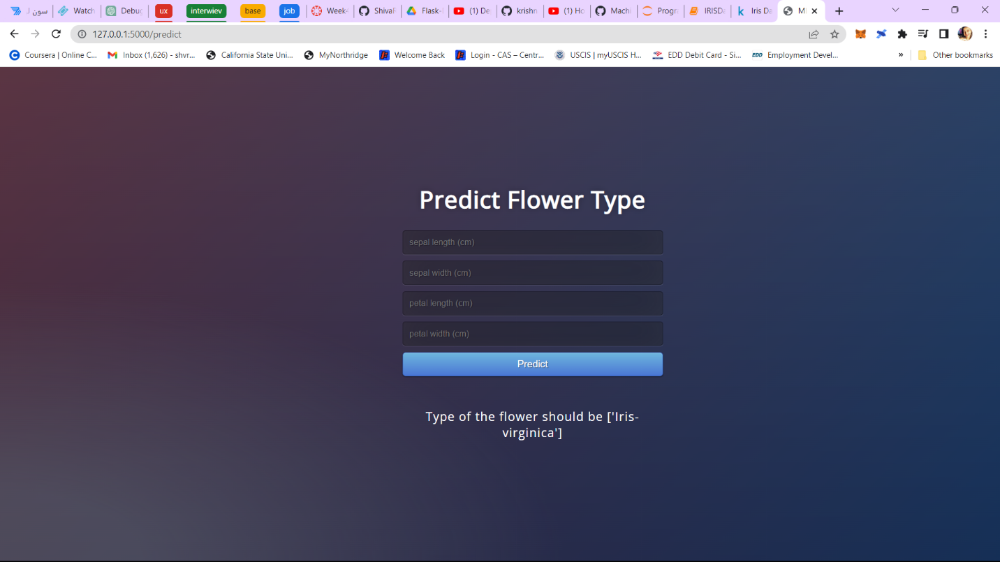 سون ل
Watch
Debug
ux
interwiev
base
job
Week-
ShivaF
Flask-
(1) De
krishn
(1) Ho
Machi
Progr
IRISDa
Iris Da
Ml
127.0.0.1:5000/predict
Coursera | Online C...
Inbox (1,626) - shvr...
California State Uni...
MyNorthridge
Welcome Back
Login - CAS – Centr...
USCIS | myUSCIS H...
EDD Debit Card - Si...
EDD
Employment Devel...
»
Other bookmarks
Predict Flower Type
sepal length (cm)
sepal width (cm)
petal length (cm)
petal width (cm)
Predict
Type of the flower should be ['Iris-
virginica']